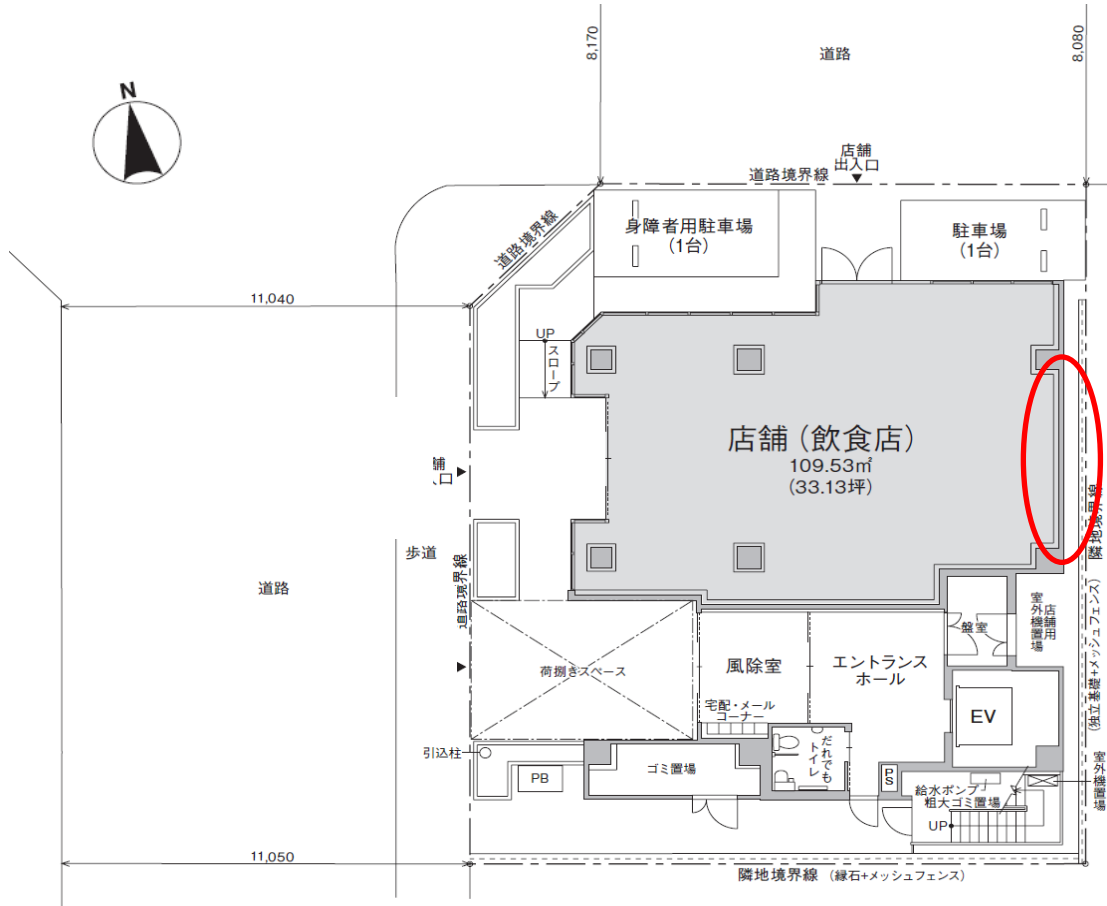 8,170
8,080
道路
N
店舗
出入口
道路境界線
身障者用駐車場
(1台)
駐車場
(1台)
道路境界線
11,040
UP
スロープ
店舗(飲食店)
109.53㎡
(33.13坪)
舗
口
隣地境界線
(独立基礎+メッシュフェンス)
歩道
道路境界線
道路
店舗用
室外機置場
盤室
荷捌きスペース
風除室
エントランス
ホール
宅配・メール
コーナー
EV
引込柱
PB
ゴミ置場
だれでも
トイレ
PS
給水ポンプ
粗大ゴミ置場
室外機置場
UP
11,050
隣地境界線 (縁石+メッシュフェンス)